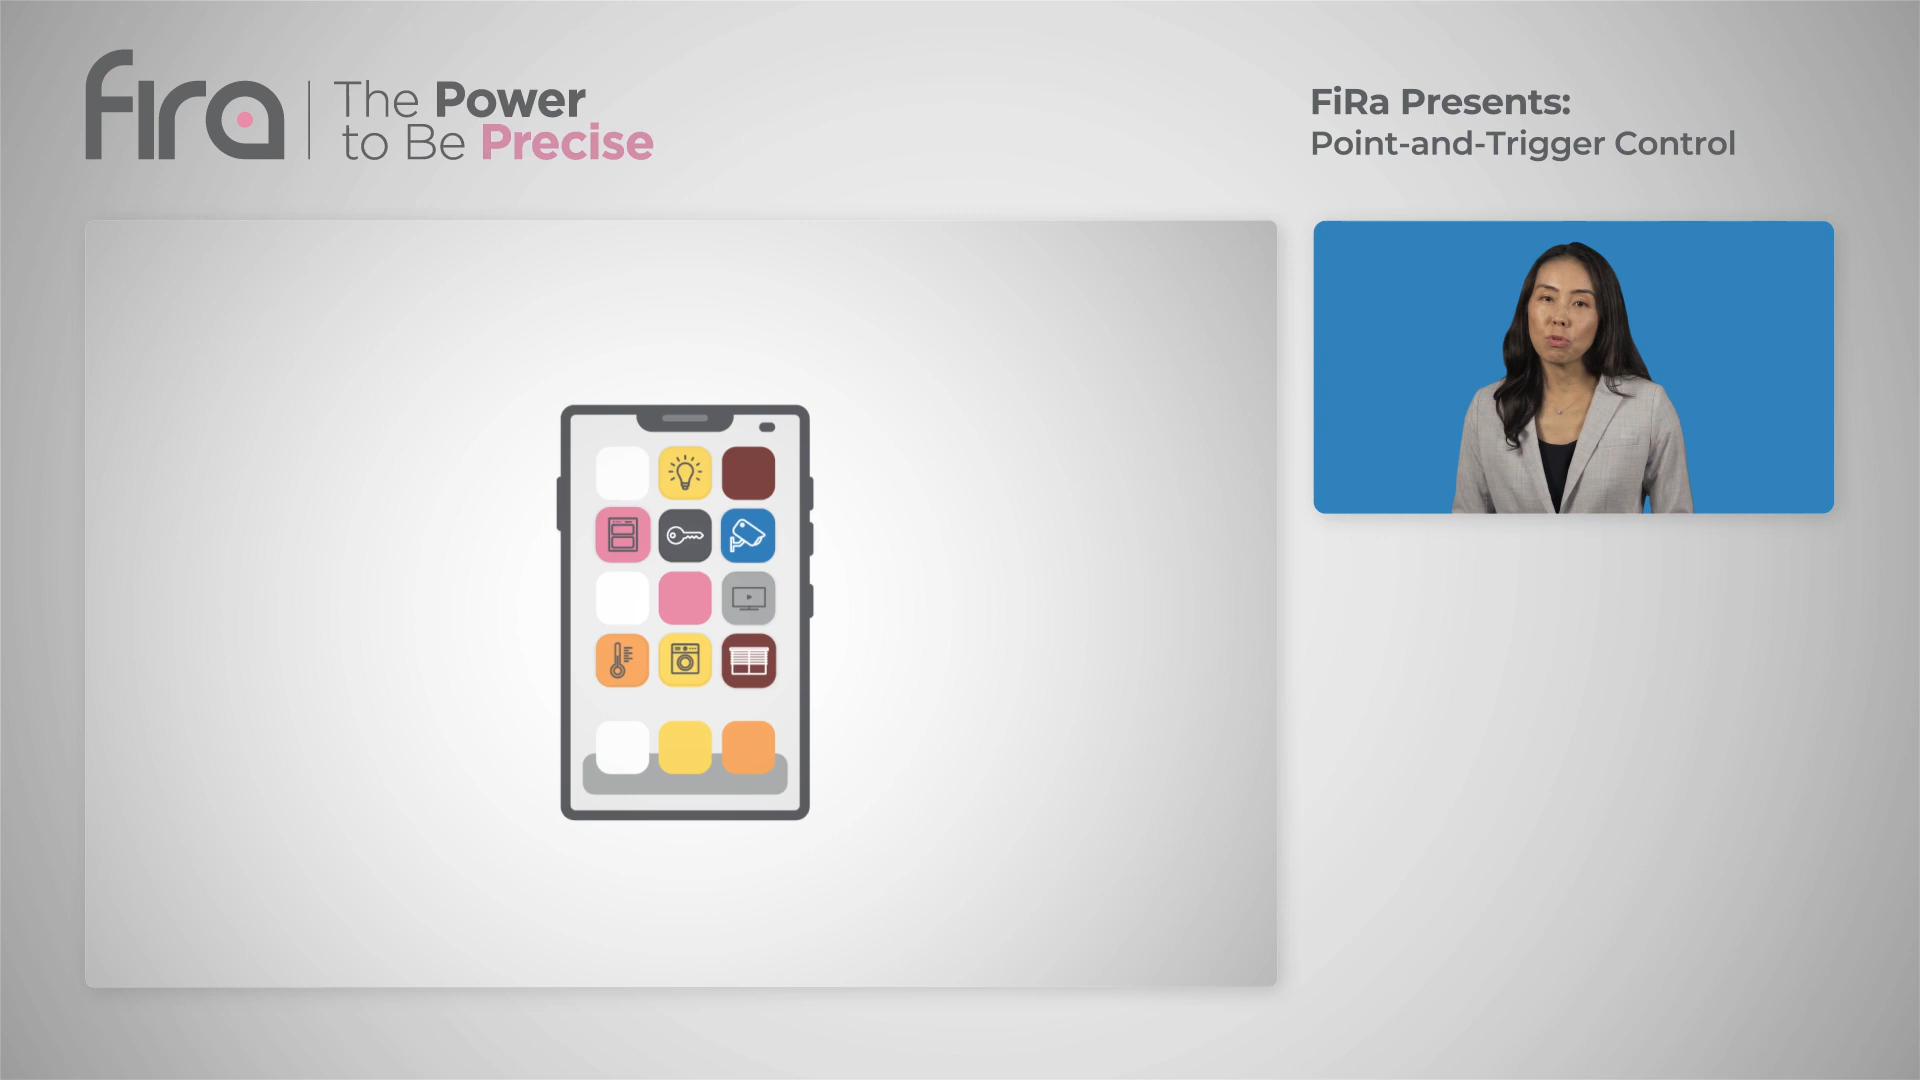 fira
The Power
to Be Precise
FiRa Presents:
Point-and-Trigger Control